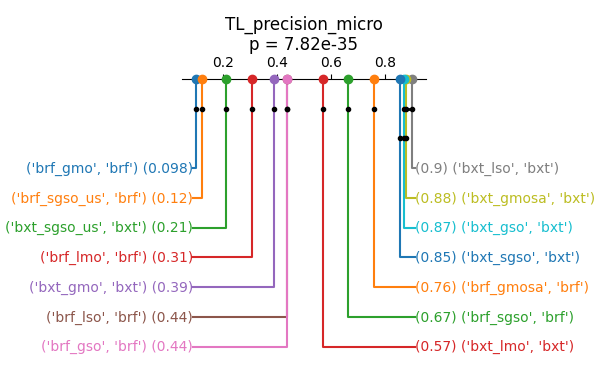 TL_precision_micro
p = 7.82e-35
0.2 0.4 0.6 0.8
('brf_gmo', 'brf') (0.098) (0.9) ('bxt_lso', 'bxt')
('brf_sgso_us', 'brf') (0.12) (0.88) ('bxt_gmosa', 'bxt')
('bxt_sgso_us', 'bxt') (0.21) (0.87) ('bxt_gso', 'bxt')
('brf_lmo', 'brf') (0.31) (0.85) ('bxt_sgso', 'bxt')
('bxt_gmo', 'bxt') (0.39) (0.76) ('brf_gmosa', 'brf')
('brf_lso', 'brf') (0.44) (0.67) ('brf_sgso', 'brf')
('brf_gso', 'brf') (0.44) (0.57) ('bxt_lmo', 'bxt')